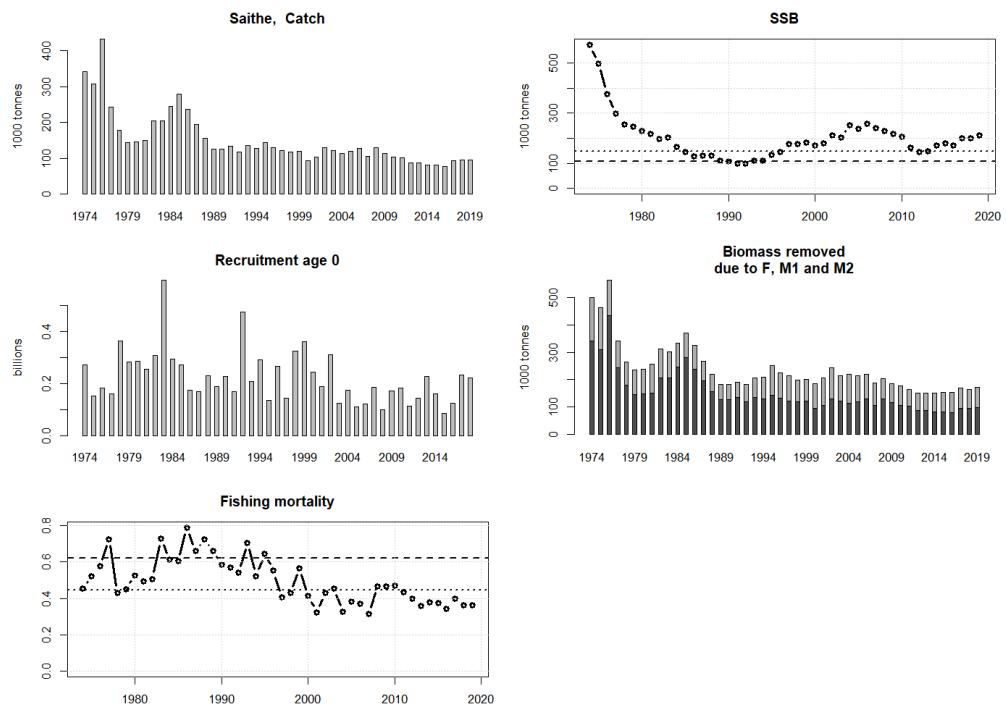 Saithe, Catch
1000 tonnes
0 100 200 300 400
1974 1979 1984 1989 1994 1999 2004 2009 2014 2019
SSB
1000 tonnes
0 100 300 500
1980 1990 2000 2010 2020
Recruitment age 0
billions
0.0 0.2 0.4
1974 1979 1984 1989 1994 1999 2004 2009 2014
Biomass removed
due to F, M1 and M2
1000 tonnes
0 100 300 500
1974 1979 1984 1989 1994 1999 2004 2009 2014 2019
Fishing mortality
0.0 0.2 0.4 0.6 0.8
1980 1990 2000 2010 2020